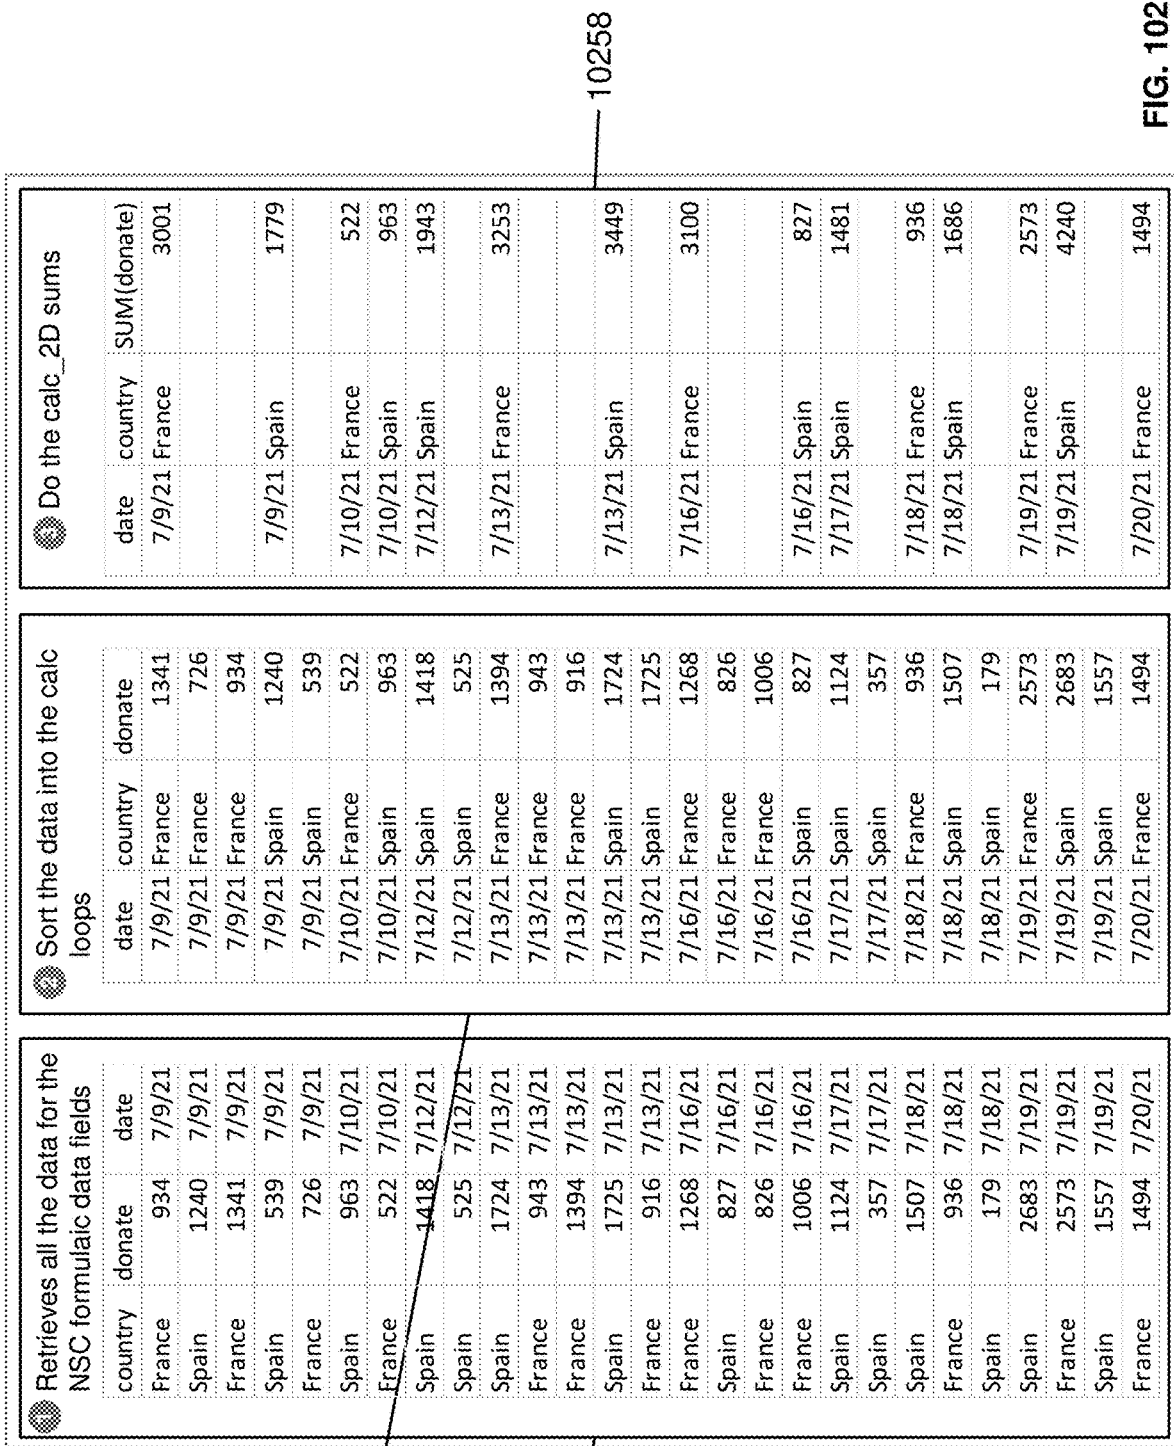 Retrieves all the data for the
NSC formulaic data fields
country donate date
France 934 7/9/21
Spain 1240 7/9/21
France 1341 7/9/21
Spain 539 7/9/21
France 726 7/9/21
Spain 963 7/10/21
France 522 7/10/21
Spain 1418 7/12/21
Spain 525 7/12/21
Spain 1724 7/13/21
France 943 7/13/21
France 1394 7/13/21
Spain 1725 7/13/21
France 916 7/13/21
France 1268 7/16/21
Spain 827 7/16/21
France 826 7/16/21
France 1006 7/16/21
Spain 1124 7/17/21
Spain 357 7/17/21
Spain 1507 7/18/21
France 936 7/18/21
Spain 179 7/18/21
Spain 2683 7/19/21
France 2573 7/19/21
Spain 1557 7/19/21
France 1494 7/20/21
Sort the data into the calc
loops
date country donate
7/9/21 France 1341
7/9/21 France 726
7/9/21 France 934
7/9/21 Spain 1240
7/9/21 Spain 539
7/10/21 France 522
7/10/21 Spain 963
7/12/21 Spain 1418
7/12/21 Spain 525
7/13/21 France 1394
7/13/21 France 943
7/13/21 France 916
7/13/21 Spain 1724
7/13/21 Spain 1725
7/16/21 France 1268
7/16/21 France 826
7/16/21 France 1006
7/16/21 Spain 827
7/17/21 Spain 1124
7/17/21 Spain 357
7/18/21 France 936
7/18/21 Spain 1507
7/18/21 Spain 179
7/19/21 France 2573
7/19/21 Spain 2683
7/19/21 Spain 1557
7/20/21 France 1494
Do the calc_2D sums
date country SUM(donate)
7/9/21 France 3001
7/9/21 Spain 1779
7/10/21 France 522
7/10/21 Spain 963
7/12/21 Spain 1943
7/13/21 France 3253
7/13/21 Spain 3449
7/16/21 France 3100
7/16/21 Spain 827
7/17/21 Spain 1481
7/18/21 France 936
7/18/21 Spain 1686
7/19/21 France 2573
7/19/21 Spain 4240
7/20/21 France 1494
10258
FIG. 102